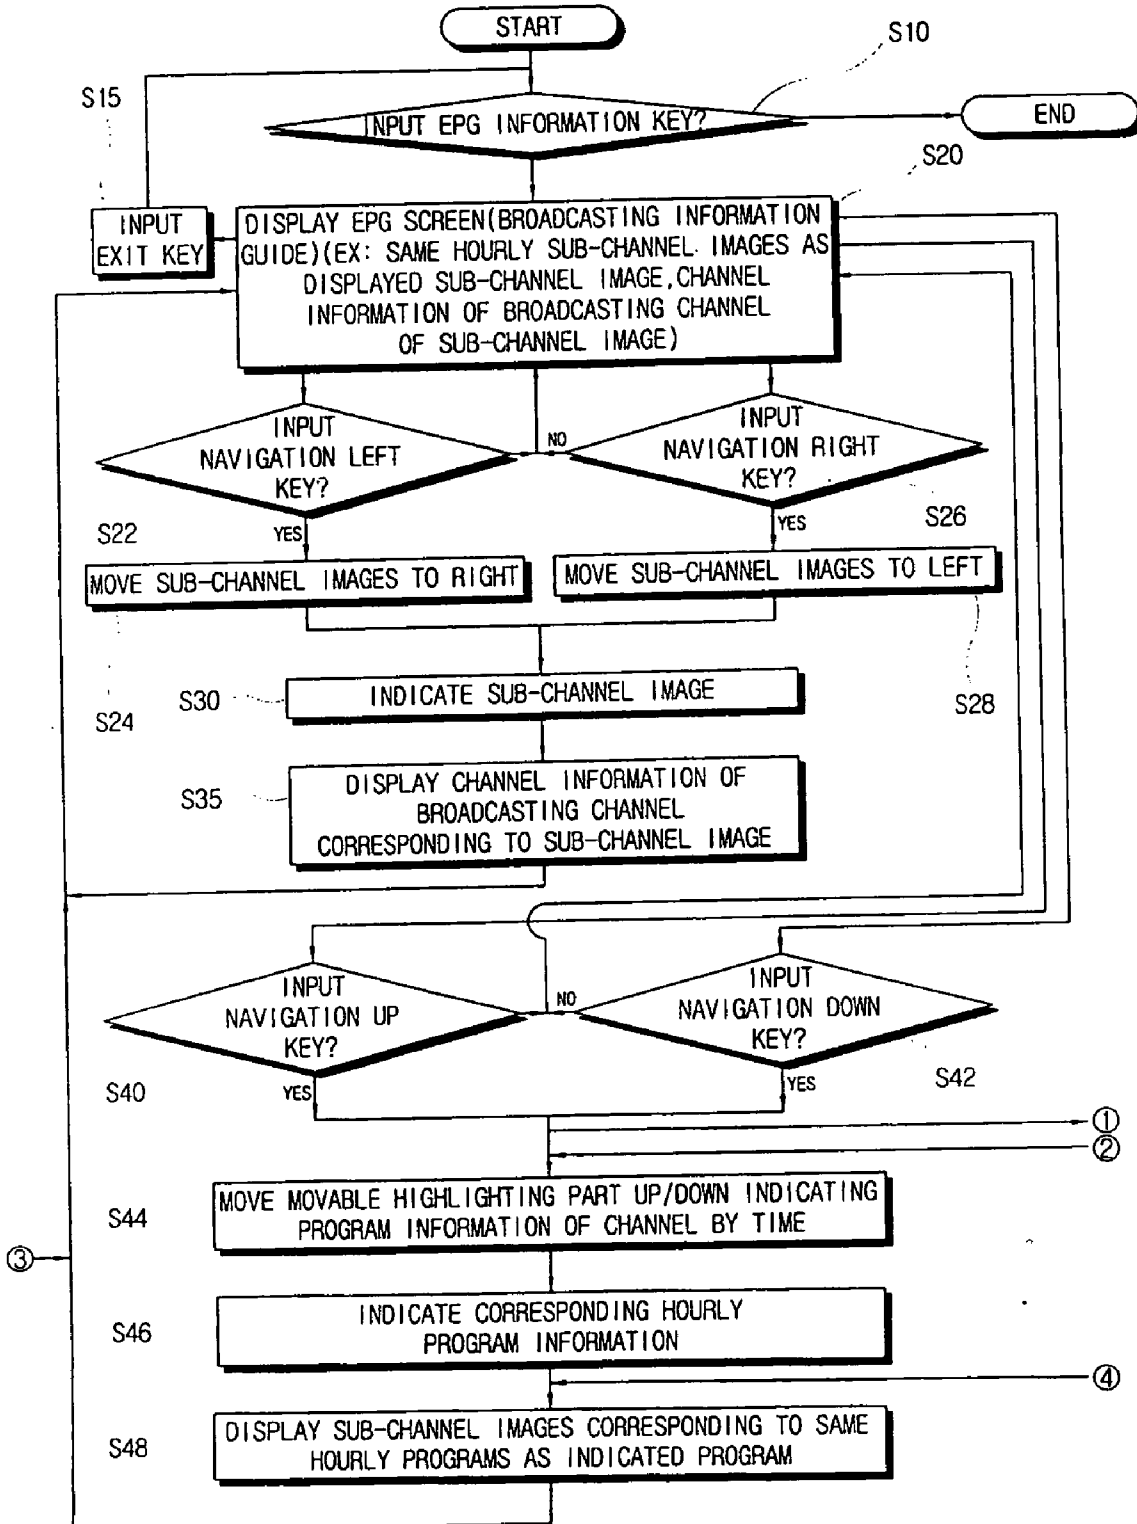 START
S10
S15
INPUT EPG INFORMATION KEY?
END
S20
INPUT
EXIT KEY
DISPLAY EPG SCREEN(BROADCASTING INFORMATION
GUIDE)(EX: SAME HOURLY SUB-CHANNEL IMAGES AS
DISPLAYED SUB-CHANNEL IMAGE,CHANNEL
INFORMATION OF BROADCASTING CHANNEL
OF SUB-CHANNEL IMAGE)
INPUT
NAVIGATION LEFT
KEY?
NO
INPUT
NAVIGATION RIGHT
KEY?
S22
YES
YES
S26
MOVE SUB-CHANNEL IMAGES TO RIGHT
MOVE SUB-CHANNEL IMAGES TO LEFT
S24
S30
INDICATE SUB-CHANNEL IMAGE
S28
S35
DISPLAY CHANNEL INFORMATION OF
BROADCASTING CHANNEL
CORRESPONDING TO SUB-CHANNEL IMAGE
INPUT
NAVIGATION UP
KEY?
NO
INPUT
NAVIGATION DOWN
KEY?
S40
YES
YES
S42
①
②
S44
MOVE MOVABLE HIGHLIGHTING PART UP/DOWN INDICATING
PROGRAM INFORMATION OF CHANNEL BY TIME
③
S46
INDICATE CORRESPONDING HOURLY
PROGRAM INFORMATION
④
S48
DISPLAY SUB-CHANNEL IMAGES CORRESPONDING TO SAME
HOURLY PROGRAMS AS INDICATED PROGRAM